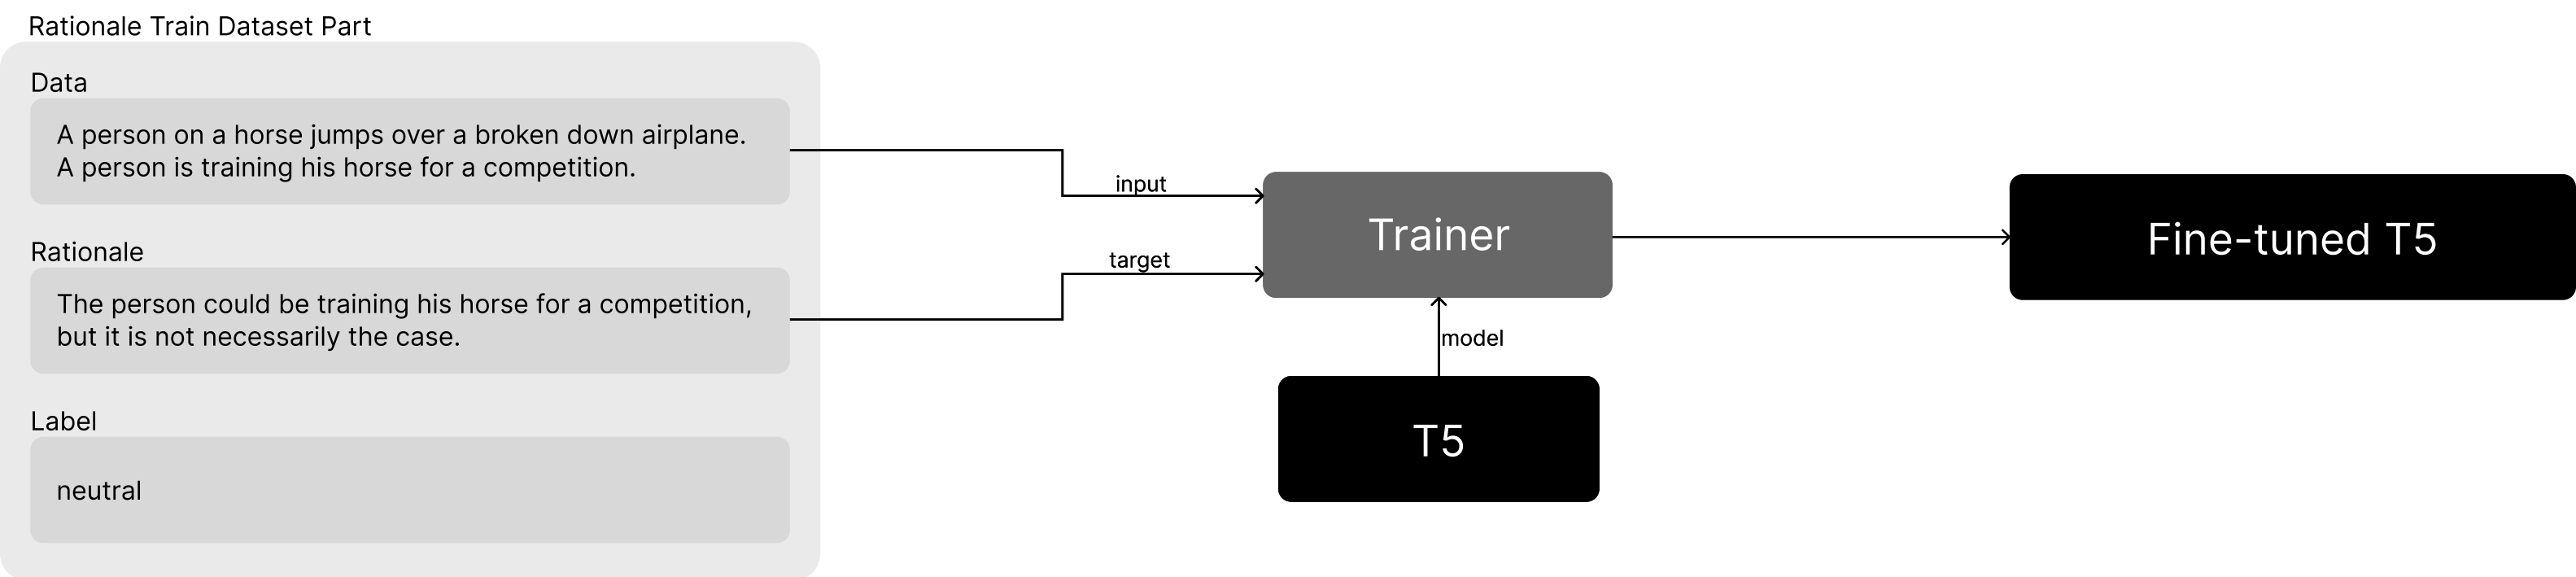 Rationale Train Dataset Part
Data
A person on a horse jumps over a broken down airplane.
A person is training his horse for a competition.
Rationale
The person could be training his horse for a competition,
but it is not necessarily the case.
Label
neutral
input
target
Trainer
model
T5
Fine-tuned T5